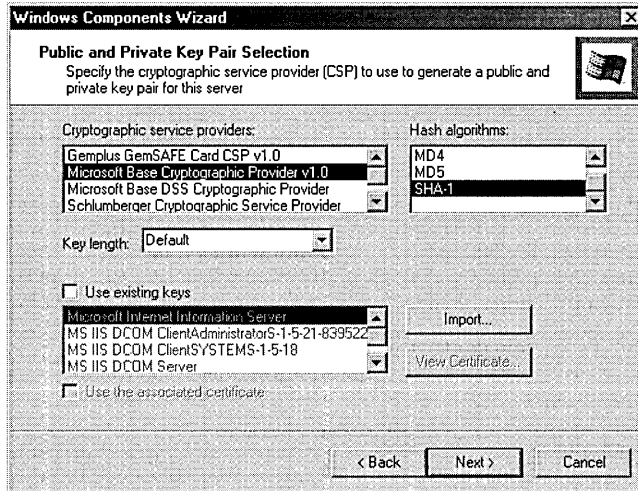 Windows Components Wizard
Public and Private Key Pair Selection
Specify the cryptographic service provider (CSP) to use to generate a public and
private key pair for this server
Cryptographic service providers:
Hash algorithms:
Gemplus GemSAFE Card CSP v1.0
Microsoft Base Cryptographic Provider v1.0
Microsoft Base DSS Cryptographic Provider
Schlumberger Cryptographic Service Provider
MD4
MD5
SHA-1
Key length: Default
Use existing keys
Microsoft Internet Information Server
MS IIS DCOM ClientAdministratorS-1-5-21-839522
MS IIS DCOM ClientSYSTEMS-1-5-18
MS IIS DCOM Server
Import...
View Certificate...
Use the associated certificate
< Back
Next >
Cancel